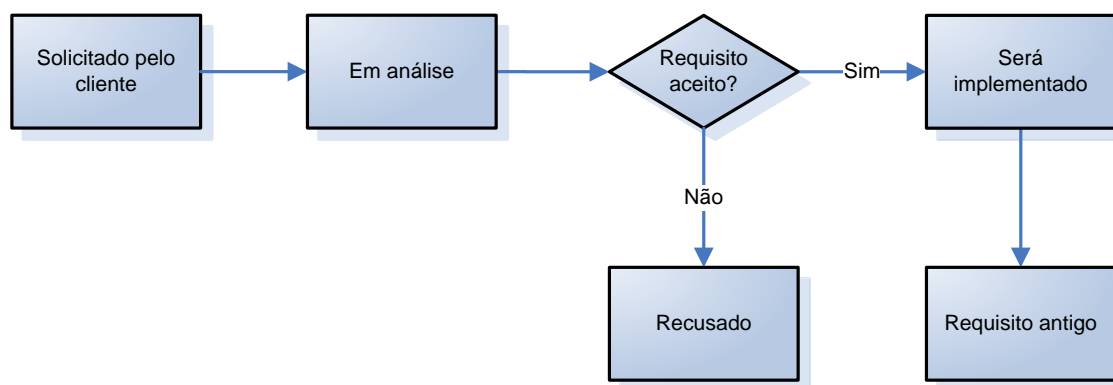 Solicitado pelo
cliente
Em análise
Requisito
aceito?
Sim
Será
implementado
Não
Recusado
Requisito antigo